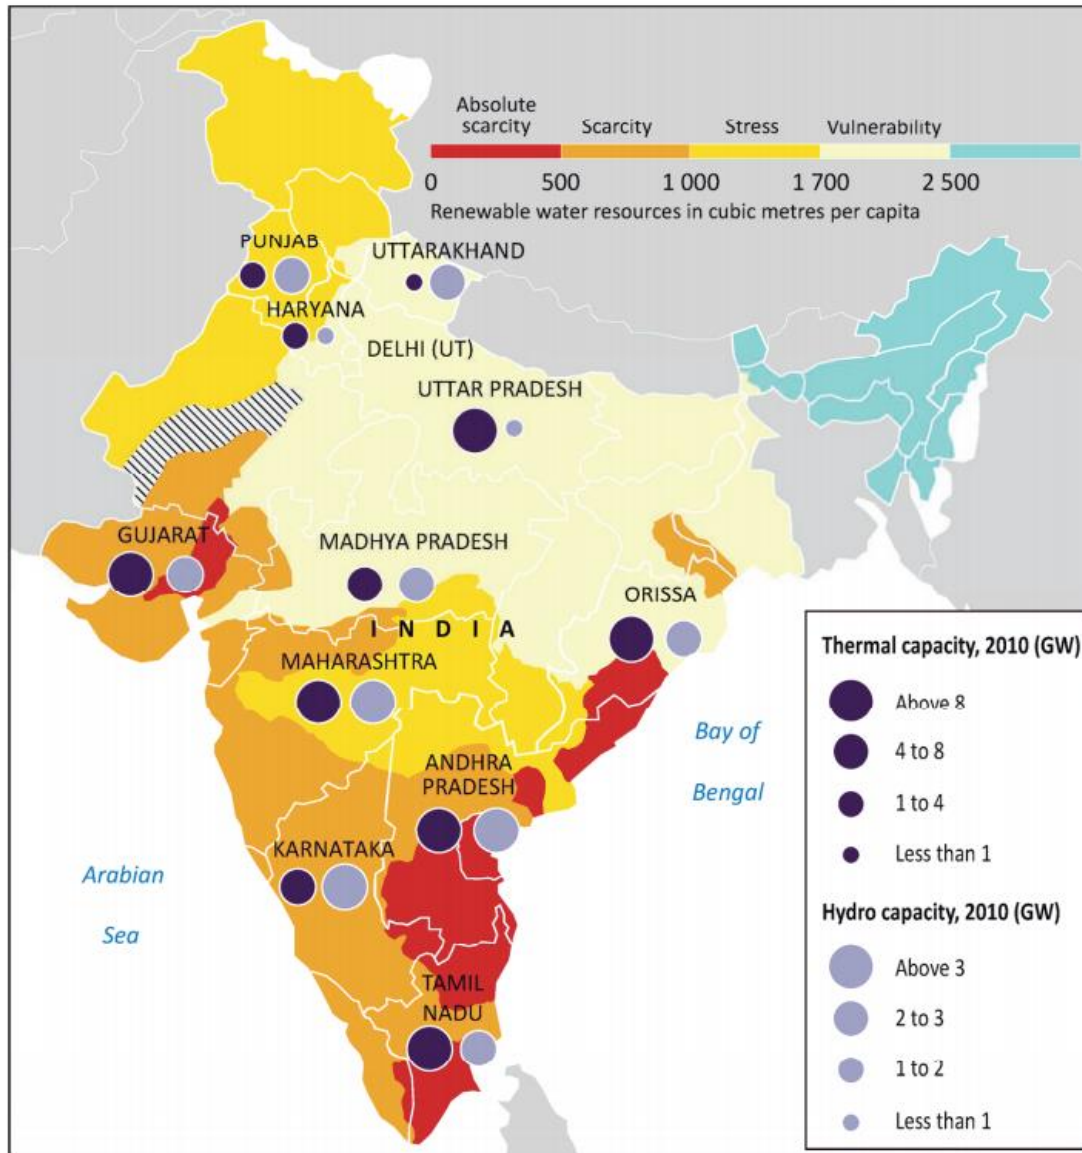 Absolute
scarcity
Scarcity
Stress
Vulnerability
0
500
1 000
1 700
2 500
Renewable water resources in cubic metres per capita
PUNJAB
UTTARAKHAND
HARYANA
DELHI (UT)
UTTAR PRADESH
GUJARAT
MADHYA PRADESH
ORISSA
I N D I A
MAHARASHTRA
ANDHRA
PRADESH
KARNATAKA
TAMIL
NADU
Arabian
Sea
Bay of
Bengal
Thermal capacity, 2010 (GW)
Above 8
4 to 8
1 to 4
Less than 1
Hydro capacity, 2010 (GW)
Above 3
2 to 3
1 to 2
Less than 1